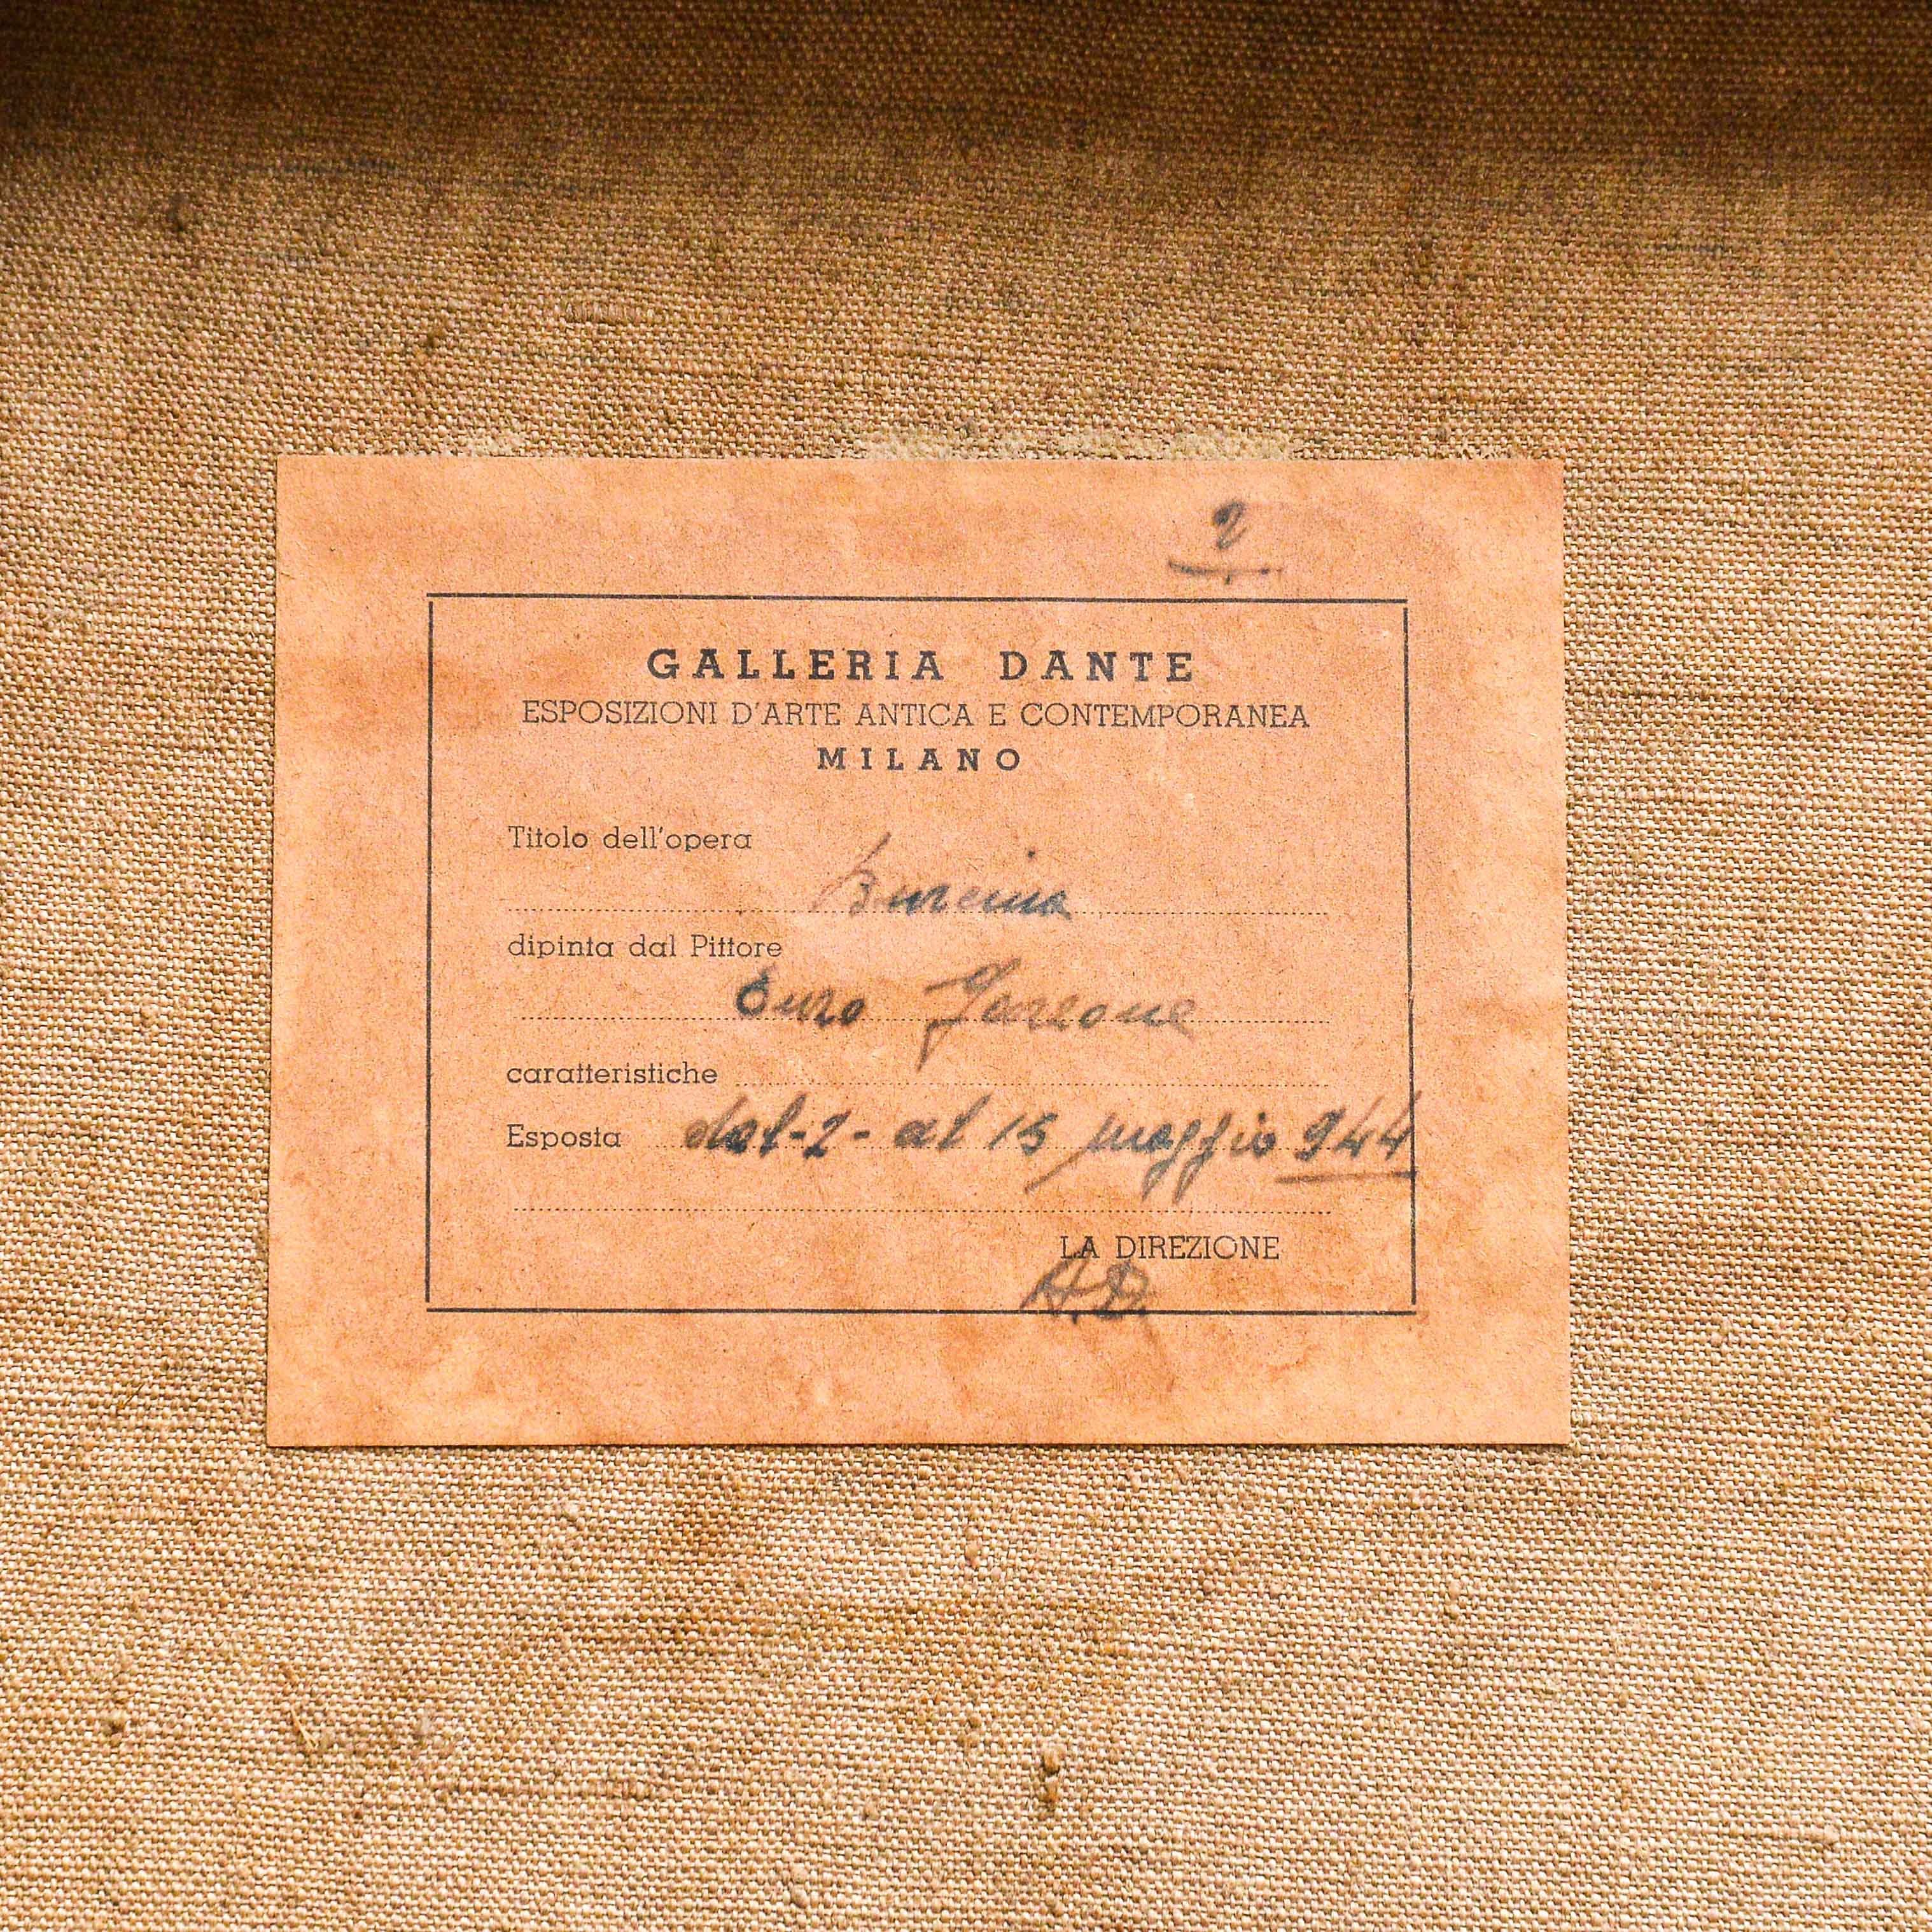 2
GALLERIA DANTE
ESPOSIZIONI D'ARTE ANTICA E CONTEMPORANEA
MILANO
Titolo dell'opera
dipinta dal Pittore
caratteristiche
Esposta dal - 2 - al 15 maggio 944
LA DIREZIONE
A.D.